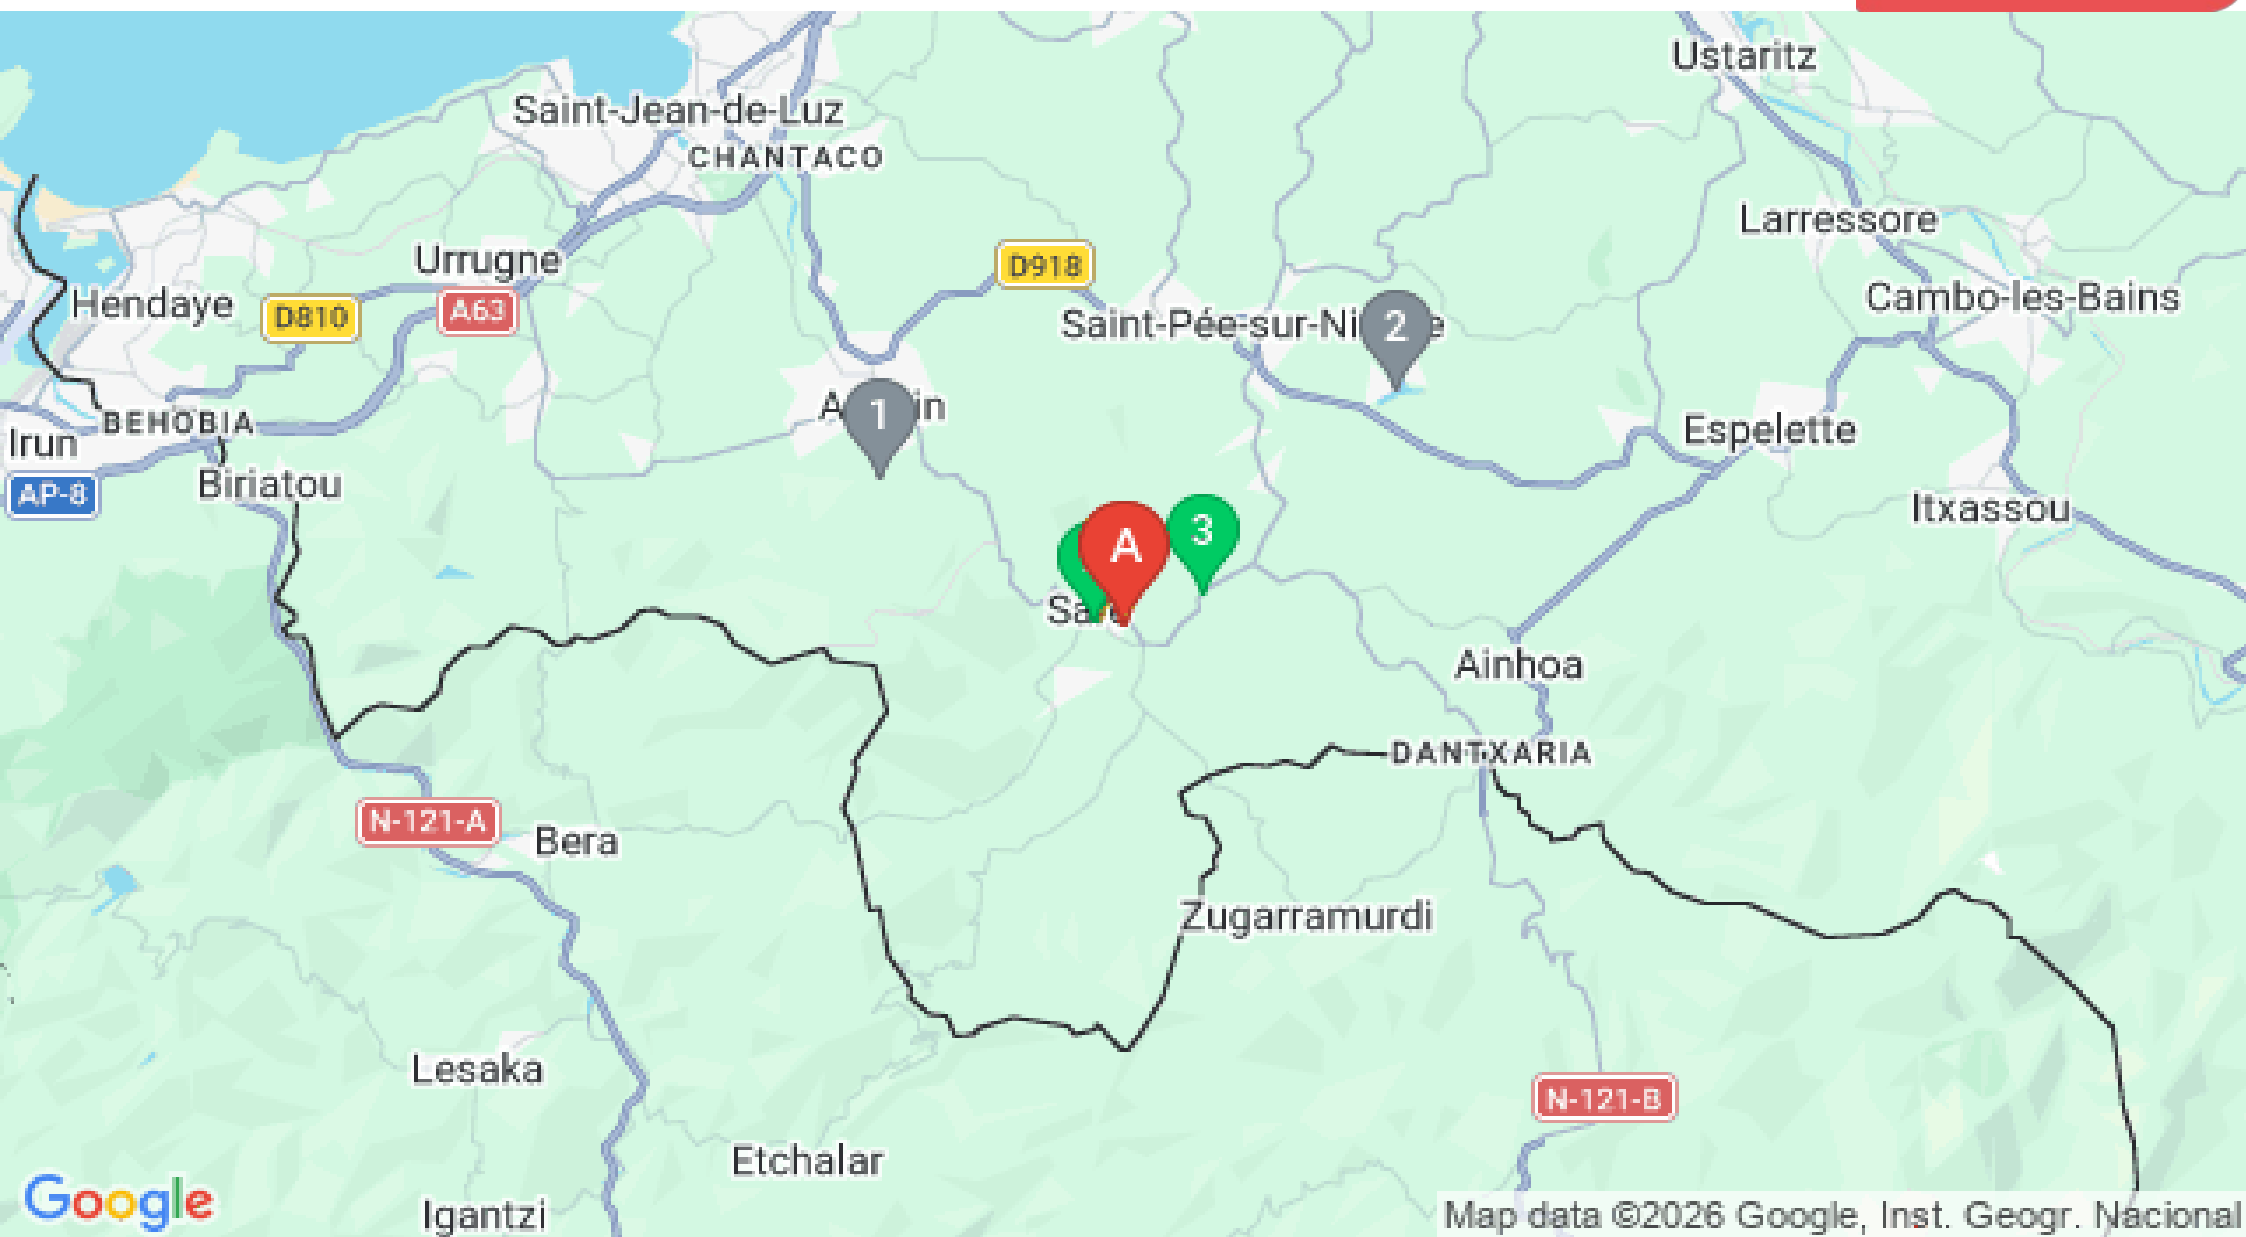 Ustaritz
Saint-Jean-de-Luz
CHANTACO
Larressore
Urrugne
D918
Hendaye
D810
A63
Cambo-les-Bains
2
1
BEHOBIA
Irun
Espelette
AP-8
Biriatou
Itxassou
A
3
Ainhoa
DANTXARIA
N-121-A
Bera
Zugarramurdi
Lesaka
N-121-B
Etchalar
Google
Igantzi
Map data ©2026 Google, Inst. Geogr. Nacional